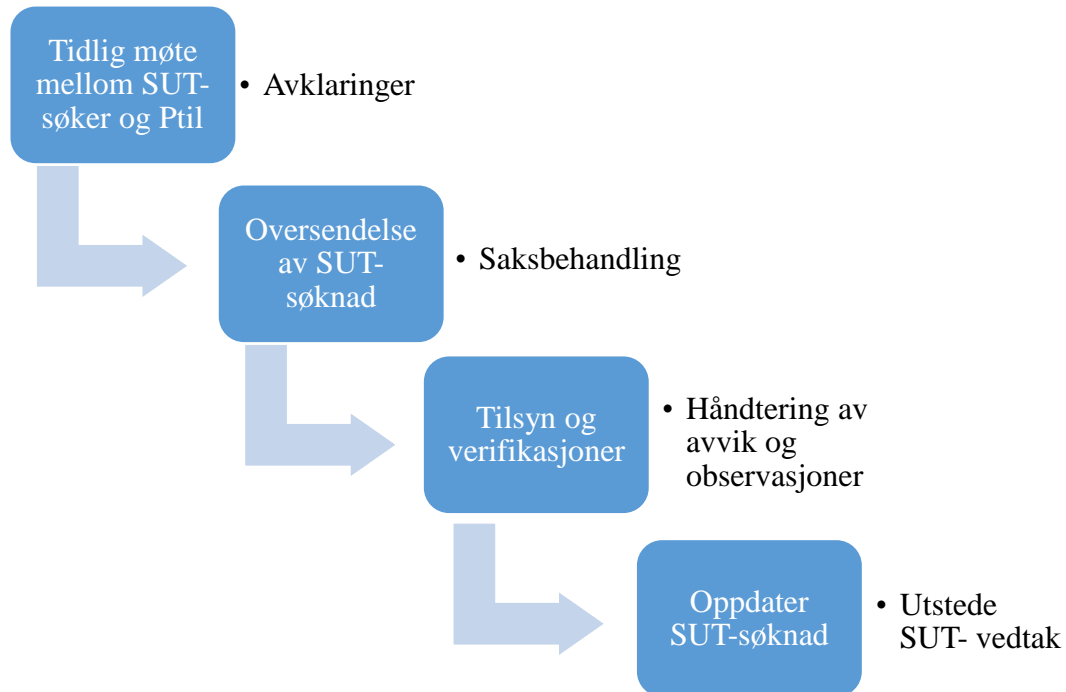 Tidlig møte
mellom SUT-
søker og Ptil
• Avklaringer
Oversendelse
av SUT-
søknad
• Saksbehandling
Tilsyn og
verifikasjoner
• Håndtering av
avvik og
observasjoner
Oppdater
SUT-søknad
• Utstede
SUT- vedtak